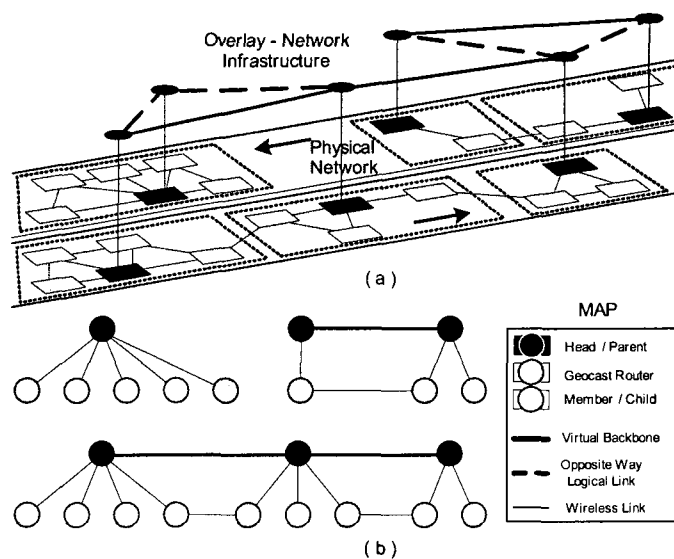 Overlay - Network
Infrastructure
Physical
Network
( a )
MAP
Head / Parent
Geocast Router
Member / Child
Virtual Backbone
Opposite Way
Logical Link
Wireless Link
( b )